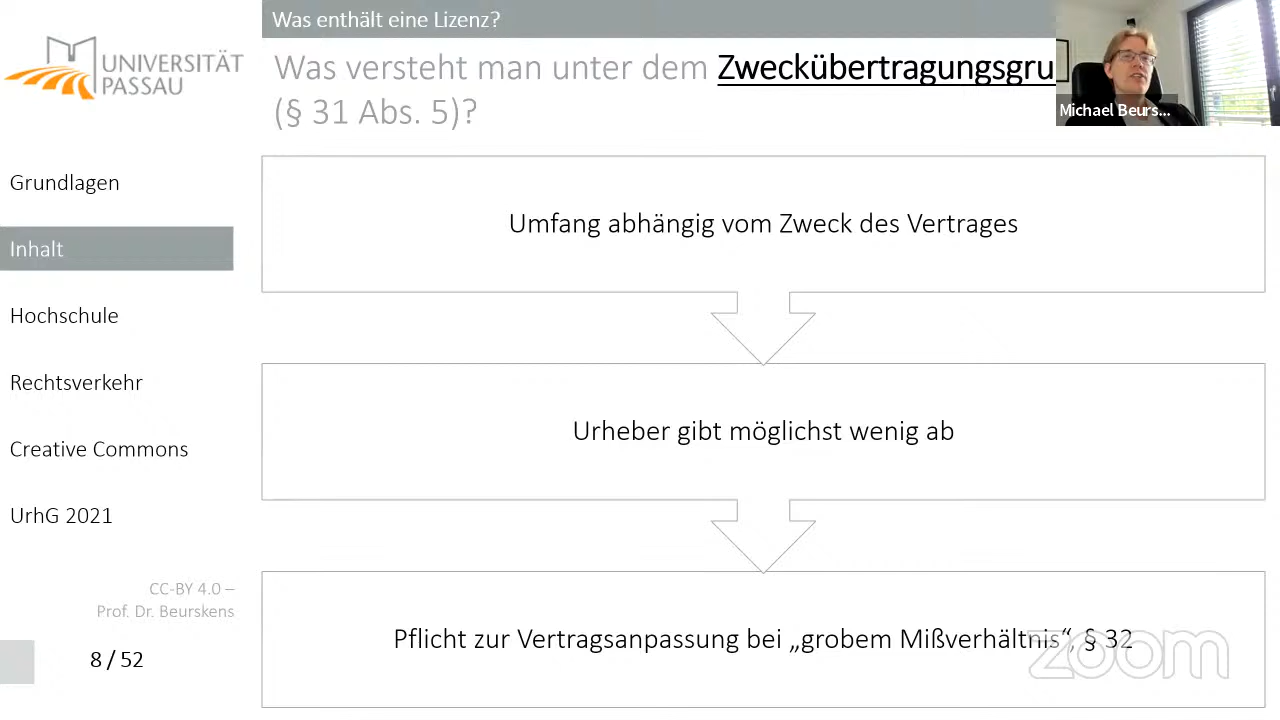 Was enthält eine Lizenz?
UNIVERSITÄT
PASSAU
Was versteht man unter dem Zweckübertragungsgru
(§ 31 Abs. 5)?
Michael Beurs...
Grundlagen
Inhalt
Hochschule
Rechtsverkehr
Creative Commons
UrhG 2021
CC-BY 4.0 –
Prof. Dr. Beurskens
8 / 52
Umfang abhängig vom Zweck des Vertrages
Urheber gibt möglichst wenig ab
Pflicht zur Vertragsanpassung bei „grobem Mißverhältnis“, § 32
zoom